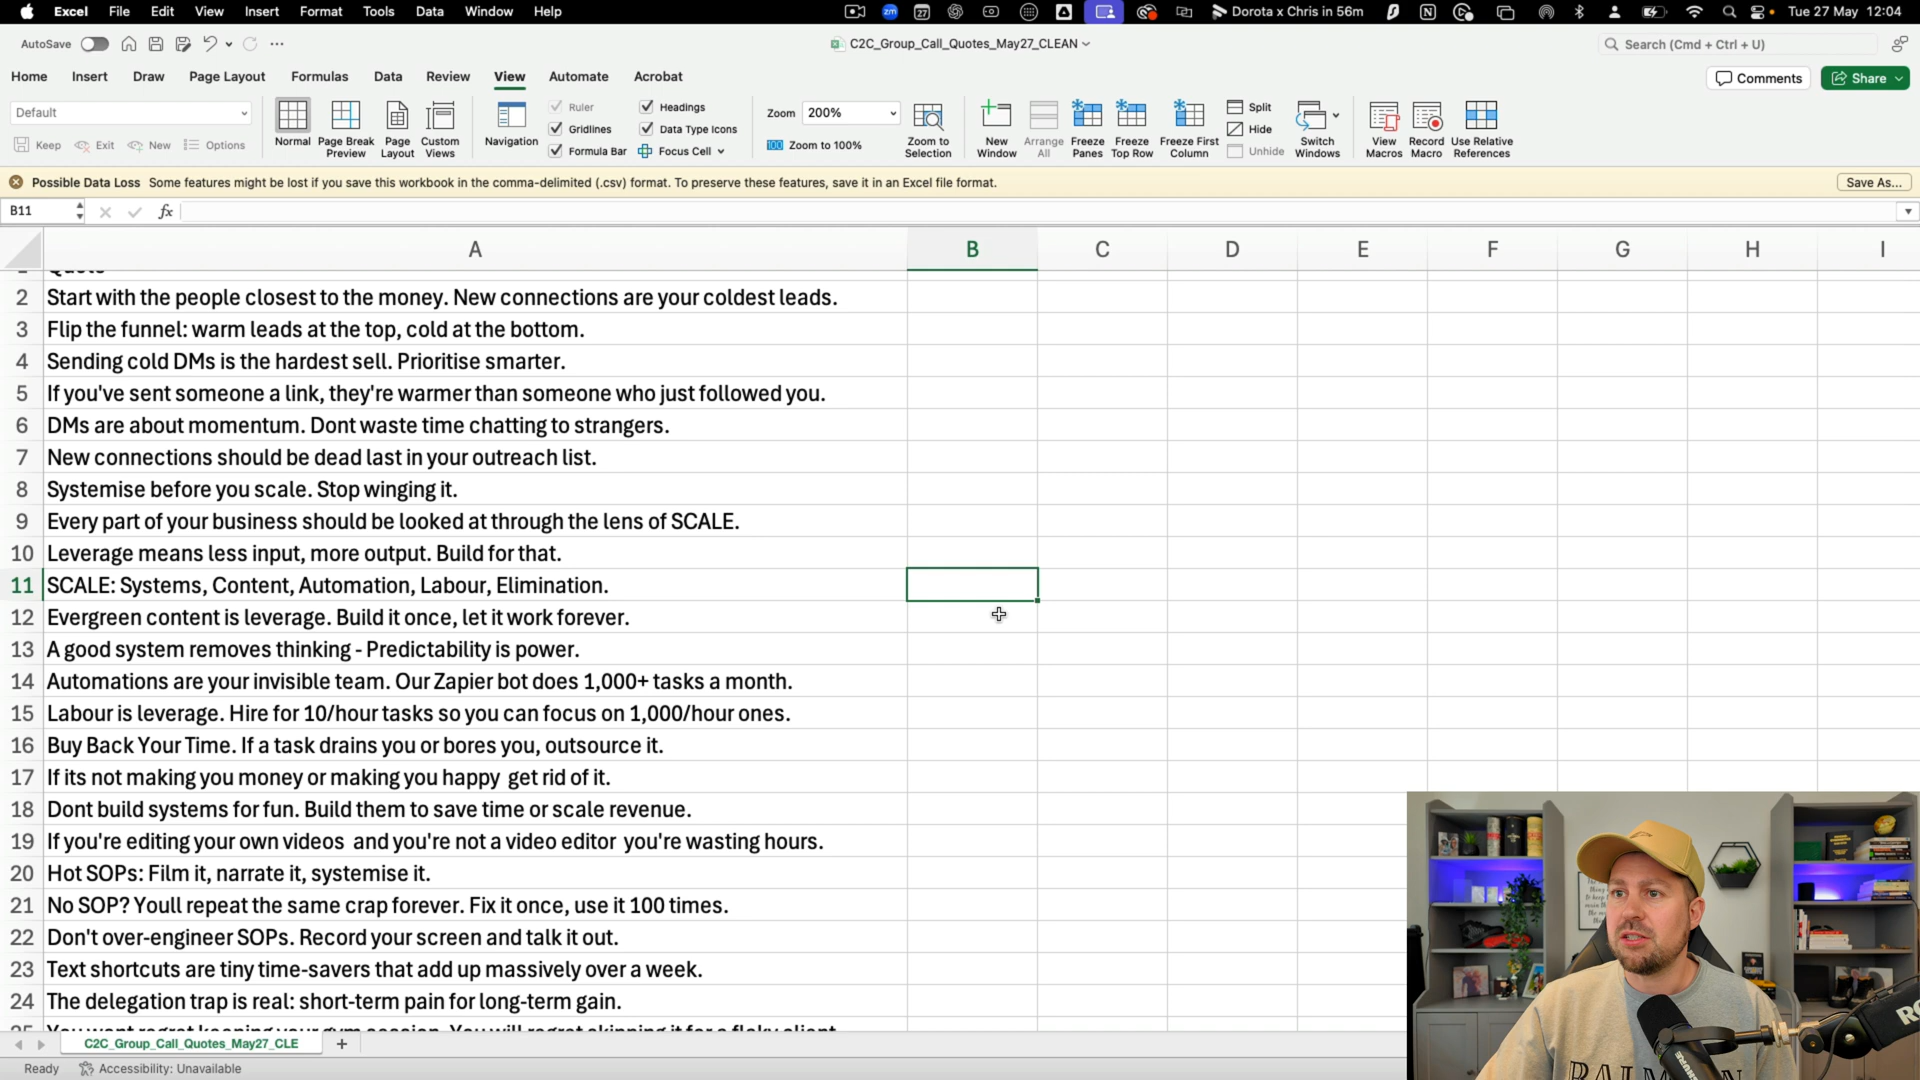 Excel File Edit View Insert Format Tools Data Window Help
zm 27 Dorota x Chris in 56m Tue 27 May 12:04
AutoSave C2C_Group_Call_Quotes_May27_CLEAN Search (Cmd + Ctrl + U)
Home Insert Draw Page Layout Formulas Data Review View Automate Acrobat Comments Share
Default
Keep Exit New Options
Normal
Page Break Preview
Page Layout
Custom Views
Navigation
Ruler Headings
Gridlines Data Type Icons
Formula Bar Focus Cell
Zoom 200%
100 Zoom to 100%
Zoom to Selection
New Window
Arrange All
Freeze Panes
Freeze Top Row
Freeze First Column
Split
Hide
Unhide
Switch Windows
View Macros
Record Macro
Use Relative References
Possible Data Loss Some features might be lost if you save this workbook in the comma-delimited (.csv) format. To preserve these features, save it in an Excel file format. Save As...
B11 fx
A B C D E F G H I
Quote
2 Start with the people closest to the money. New connections are your coldest leads.
3 Flip the funnel: warm leads at the top, cold at the bottom.
4 Sending cold DMs is the hardest sell. Prioritise smarter.
5 If you've sent someone a link, they're warmer than someone who just followed you.
6 DMs are about momentum. Dont waste time chatting to strangers.
7 New connections should be dead last in your outreach list.
8 Systemise before you scale. Stop winging it.
9 Every part of your business should be looked at through the lens of SCALE.
10 Leverage means less input, more output. Build for that.
11 SCALE: Systems, Content, Automation, Labour, Elimination.
12 Evergreen content is leverage. Build it once, let it work forever.
13 A good system removes thinking - Predictability is power.
14 Automations are your invisible team. Our Zapier bot does 1,000+ tasks a month.
15 Labour is leverage. Hire for 10/hour tasks so you can focus on 1,000/hour ones.
16 Buy Back Your Time. If a task drains you or bores you, outsource it.
17 If its not making you money or making you happy  get rid of it.
18 Dont build systems for fun. Build them to save time or scale revenue.
19 If you're editing your own videos  and you're not a video editor  you're wasting hours.
20 Hot SOPs: Film it, narrate it, systemise it.
21 No SOP? Youll repeat the same crap forever. Fix it once, use it 100 times.
22 Don't over-engineer SOPs. Record your screen and talk it out.
23 Text shortcuts are tiny time-savers that add up massively over a week.
24 The delegation trap is real: short-term pain for long-term gain.
25 You wont regret keeping your gym session. You will regret skipping it for a flaky client
C2C_Group_Call_Quotes_May27_CLE +
Ready Accessibility: Unavailable
SHURE